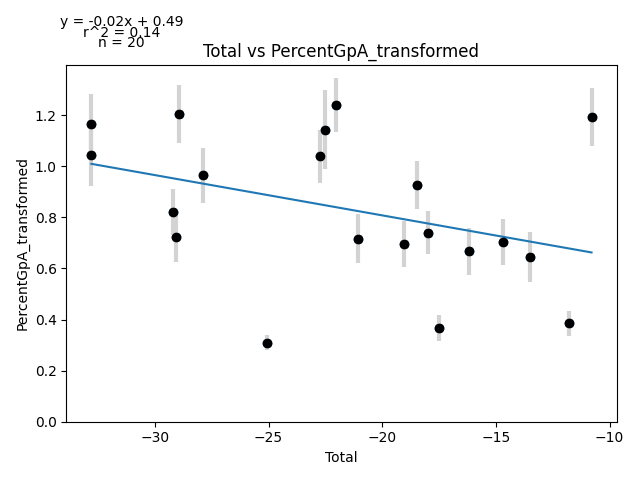 y = -0.02x + 0.49
r^2 = 0.14
n = 20
Total vs PercentGpA_transformed
PercentGpA_transformed
1.2
1.0
0.8
0.6
0.4
0.2
0.0
−30
−25
−20
−15
−10
Total